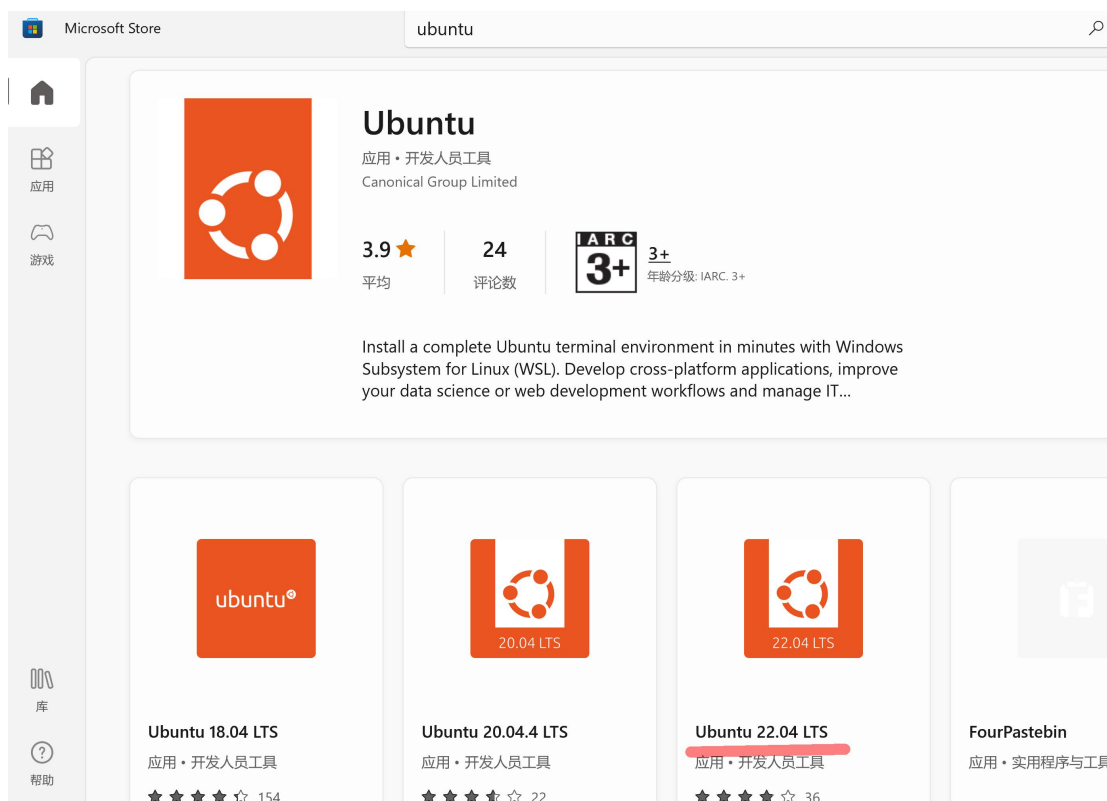 Microsoft Store
ubuntu
Ubuntu
应用 • 开发人员工具
Canonical Group Limited
3.9
24
IARC
3+
3+
平均
评论数
年龄分级: IARC. 3+
应用
游戏
Install a complete Ubuntu terminal environment in minutes with Windows
Subsystem for Linux (WSL). Develop cross-platform applications, improve
your data science or web development workflows and manage IT...
ubuntu
20.04 LTS
22.04 LTS
Ubuntu 18.04 LTS
应用 • 开发人员工具
154
Ubuntu 20.04.4 LTS
应用 • 开发人员工具
22
Ubuntu 22.04 LTS
应用 • 开发人员工具
36
FourPastebin
应用 • 实用程序与工具
库
帮助